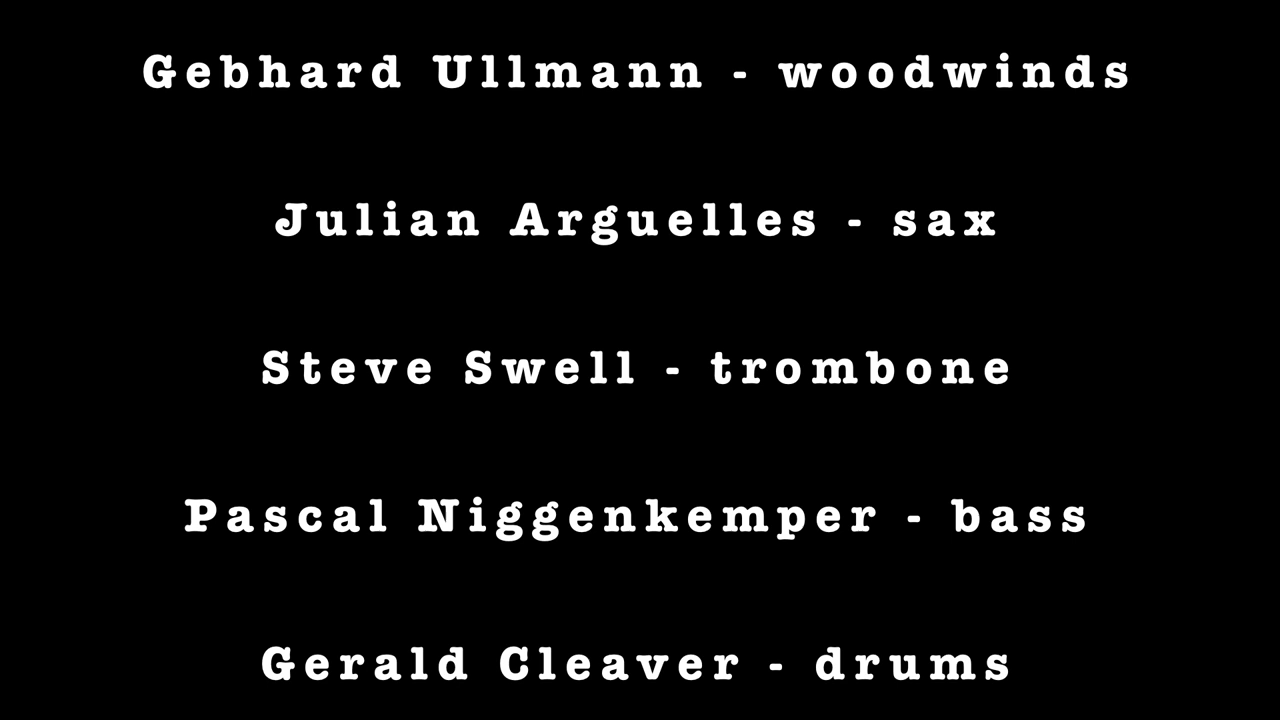 Gebhard Ullmann - woodwinds
Julian Arguelles - sax
Steve Swell - trombone
Pascal Niggenkemper - bass
Gerald Cleaver - drums